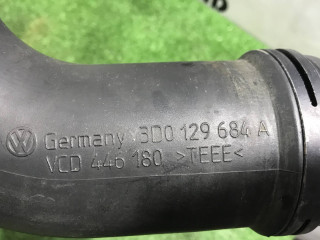 Germany 3D0 129 684 A
VCD 446 180 >TEEE<